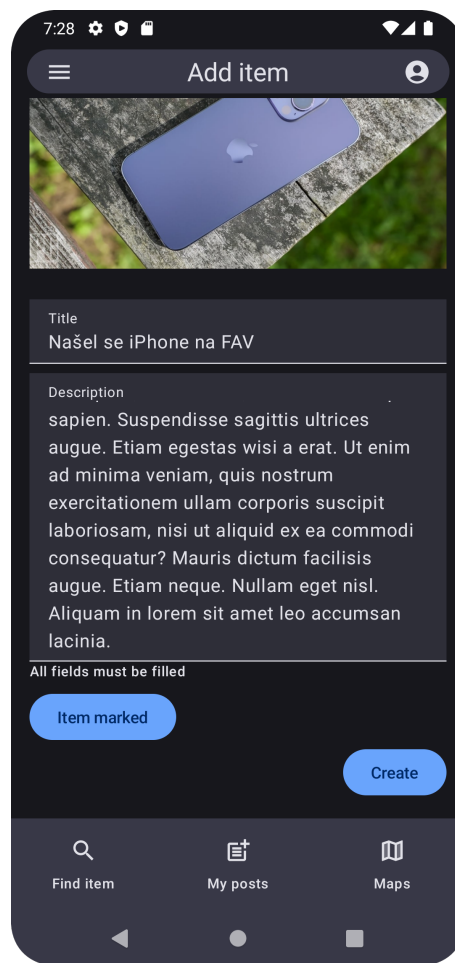 7:28
Add item
Title
Našel se iPhone na FAV
Description
sapien. Suspendisse sagittis ultrices
augue. Etiam egestas wisi a erat. Ut enim
ad minima veniam, quis nostrum
exercitationem ullam corporis suscipit
laboriosam, nisi ut aliquid ex ea commodi
consequatur? Mauris dictum facilisis
augue. Etiam neque. Nullam eget nisl.
Aliquam in lorem sit amet leo accumsan
lacinia.
All fields must be filled
Item marked
Create
Find item
My posts
Maps